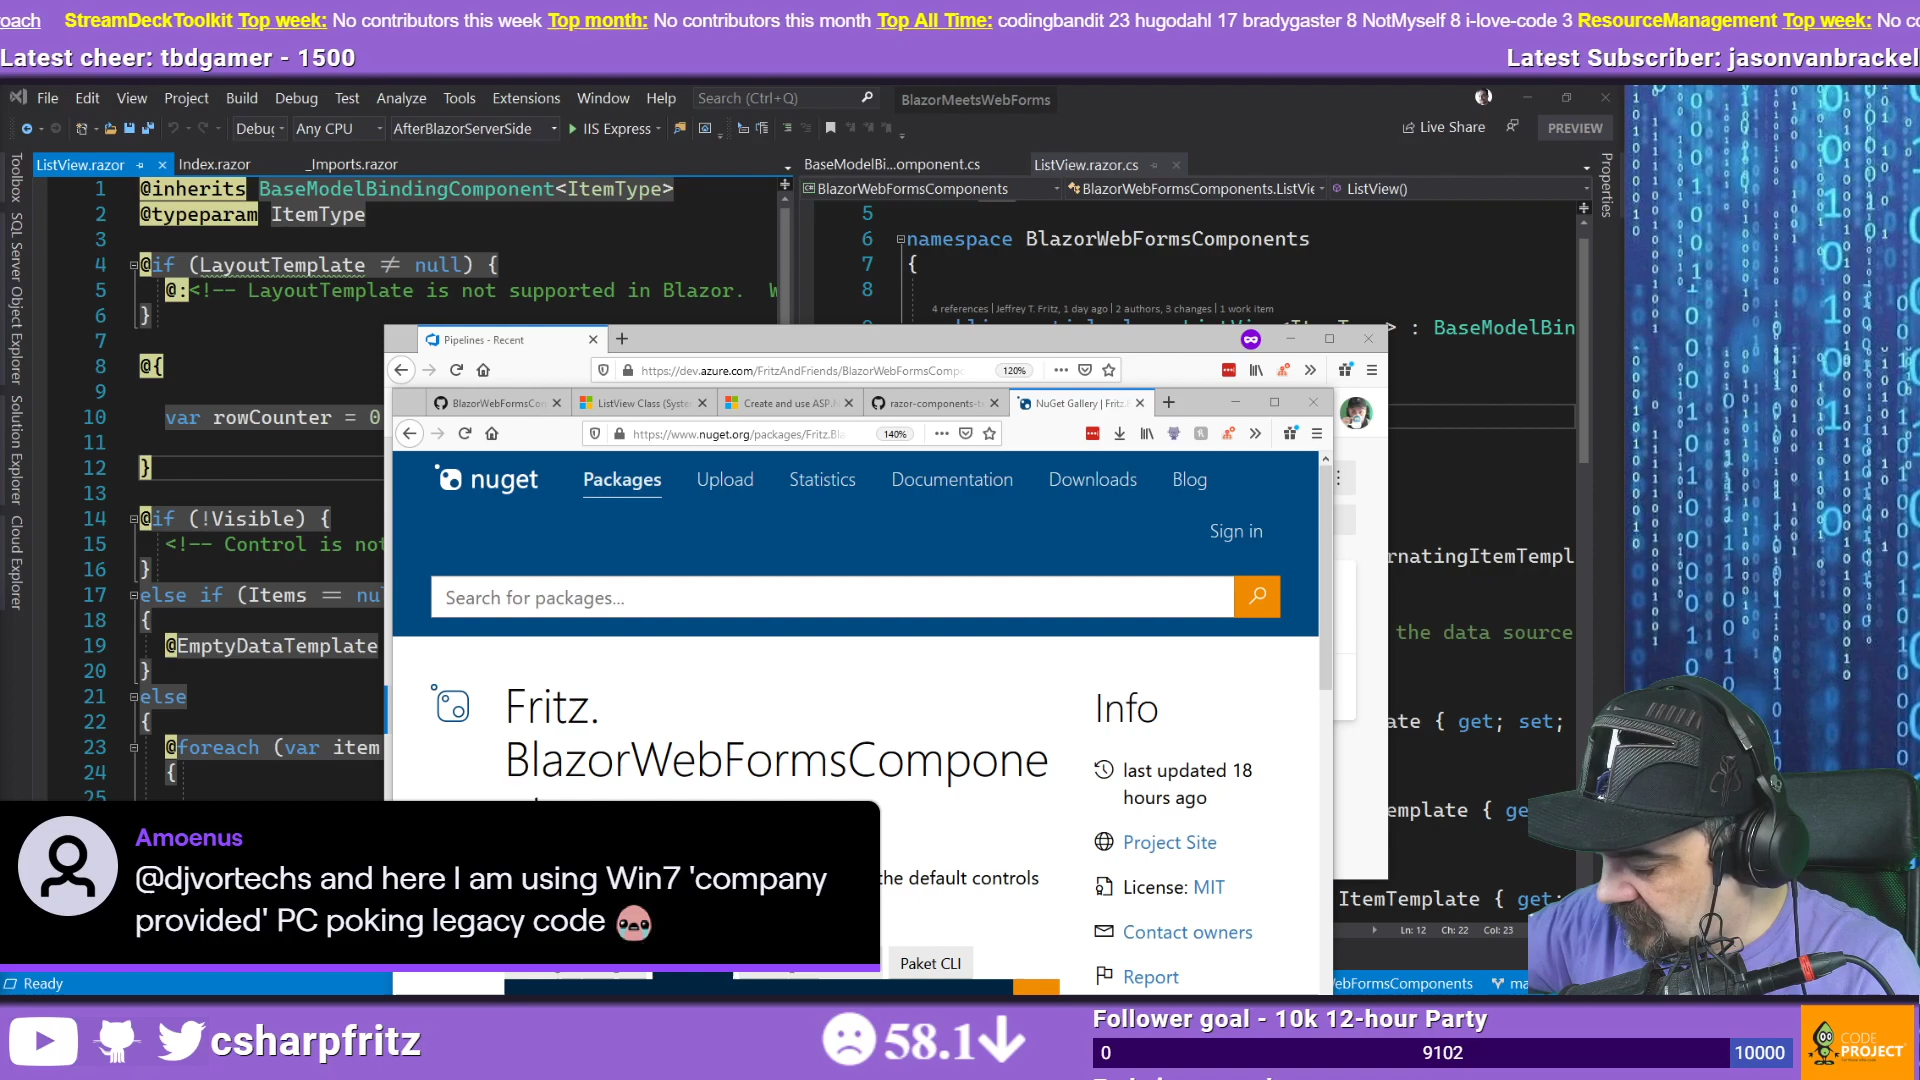 roach StreamDeckToolkit Top week: No contributors this week Top month: No contributors this month Top All Time: codingbandit 23 hugodahl 17 bradygaster 8 NotMyself 8 i-love-code 3 ResourceManagement Top week: No co
Latest cheer: tbdgamer - 1500
Latest Subscriber: jasonvanbrackel
File Edit View Project Build Debug Test Analyze Tools Extensions Window Help Search (Ctrl+Q) BlazorMeetsWebForms
Debug Any CPU AfterBlazorServerSide IIS Express Live Share PREVIEW
Toolbox
SQL Server Object Explorer
Solution Explorer
Cloud Explorer
Properties
ListView.razor Index.razor _Imports.razor
1 @inherits BaseModelBindingComponent<ItemType>
2 @typeparam ItemType
3
4 @if (LayoutTemplate ≠ null) {
5 @:<!-- LayoutTemplate is not supported in Blazor. W
6 }
7
8 @{
9
10 var rowCounter = 0
11
12 }
13
14 @if (!Visible) {
15 <!-- Control is not
16 }
17 else if (Items == nu
18 {
19 @EmptyDataTemplate
20 }
21 else
22 {
23 @foreach (var item
24 {
25
BaseModelBi...omponent.cs ListView.razor.cs
BlazorWebFormsComponents BlazorWebFormsComponents.ListVie ListView()
5
6 namespace BlazorWebFormsComponents
7 {
8
4 references | Jeffrey T. Fritz, 1 day ago | 2 authors, 3 changes | 1 work item
> : BaseModelBin
rnatingItemTempl
the data source
ate { get; set;
emplate { ge
ItemTemplate { get;
Ln: 12 Ch: 22 Col: 23
Pipelines - Recent
https://dev.azure.com/FritzAndFriends/BlazorWebFormsCompo 120%
BlazorWebFormsCon ListView Class (Syste Create and use ASP.N razor-components-te NuGet Gallery | Fritz.B
https://www.nuget.org/packages/Fritz.Bla 140%
nuget Packages Upload Statistics Documentation Downloads Blog
Sign in
Search for packages...
Fritz.
BlazorWebFormsCompone
the default controls
Paket CLI
Info
last updated 18
hours ago
Project Site
License: MIT
Contact owners
Report
Amoenus
@djvortechs and here I am using Win7 'company
provided' PC poking legacy code
Ready
ebFormsComponents ma
csharpfritz
58.1
Follower goal - 10k 12-hour Party
0 9102 10000
CODE
PROJECT